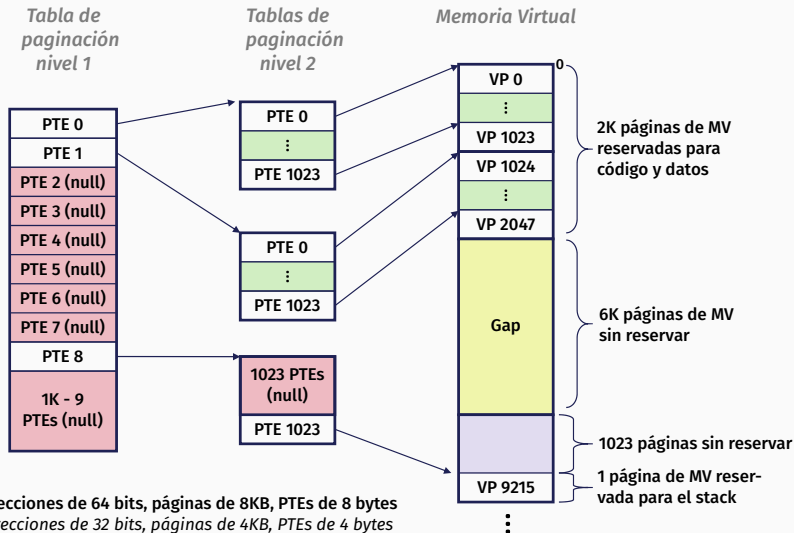 Tabla de
paginación
nivel 1
Tablas de
paginación
nivel 2
Memoria Virtual
PTE 0
PTE 1
PTE 2 (null)
PTE 3 (null)
PTE 4 (null)
PTE 5 (null)
PTE 6 (null)
PTE 7 (null)
PTE 8
1K - 9
PTEs (null)
PTE 0
⋮
PTE 1023
PTE 0
⋮
PTE 1023
1023 PTEs
(null)
PTE 1023
0
VP 0
⋮
VP 1023
VP 1024
⋮
VP 2047
Gap
VP 9215
⋮
2K páginas de MV
reservadas para
código y datos
6K páginas de MV
sin reservar
1023 páginas sin reservar
1 página de MV reser-
vada para el stack
ecciones de 64 bits, páginas de 8KB, PTEs de 8 bytes
ecciones de 32 bits, páginas de 4KB, PTEs de 4 bytes